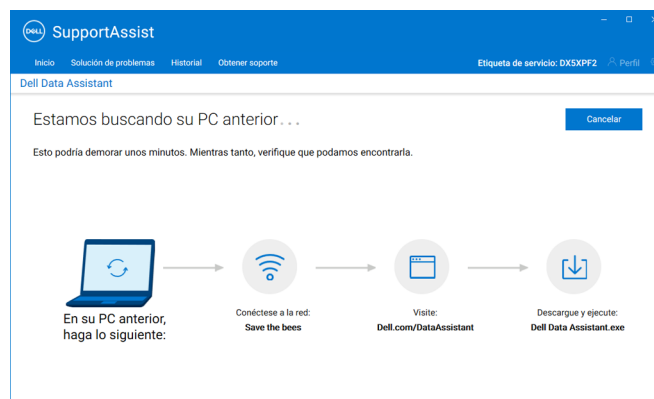 DELL SupportAssist
Inicio Solución de problemas Historial Obtener soporte Etiqueta de servicio: DX5XPF2 Perfil
Dell Data Assistant
Estamos buscando su PC anterior...
Cancelar
Esto podría demorar unos minutos. Mientras tanto, verifique que podamos encontrarla.
En su PC anterior,
haga lo siguiente:
Conéctese a la red:
Save the bees
Visite:
Dell.com/DataAssistant
Descargue y ejecute:
Dell Data Assistant.exe